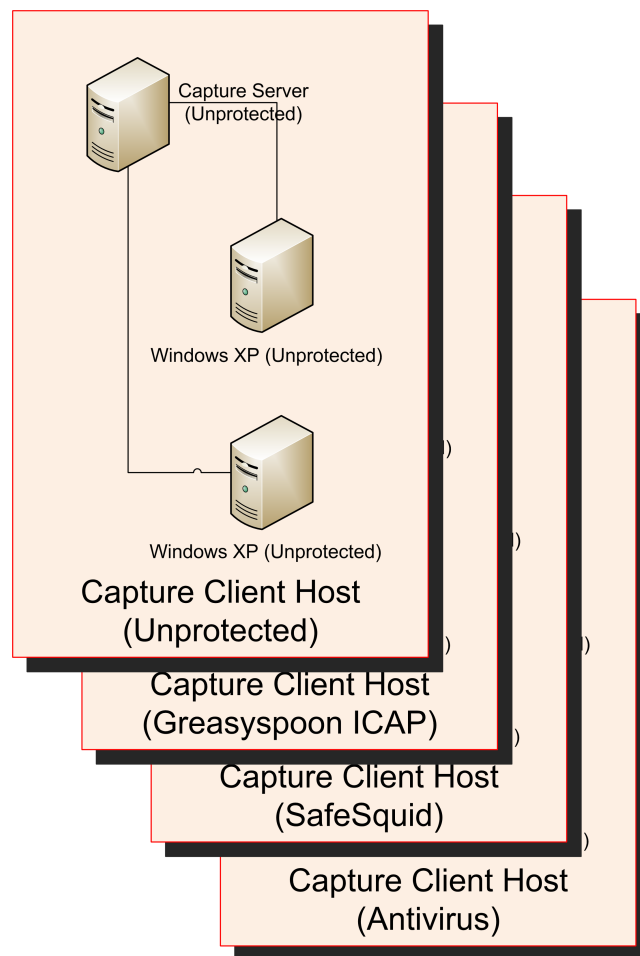 Capture Server
(Unprotected)
Windows XP (Unprotected)
Windows XP (Unprotected)
Capture Client Host
(Unprotected)
Capture Client Host
(Greasyspoon ICAP)
Capture Client Host
(SafeSquid)
Capture Client Host
(Antivirus)